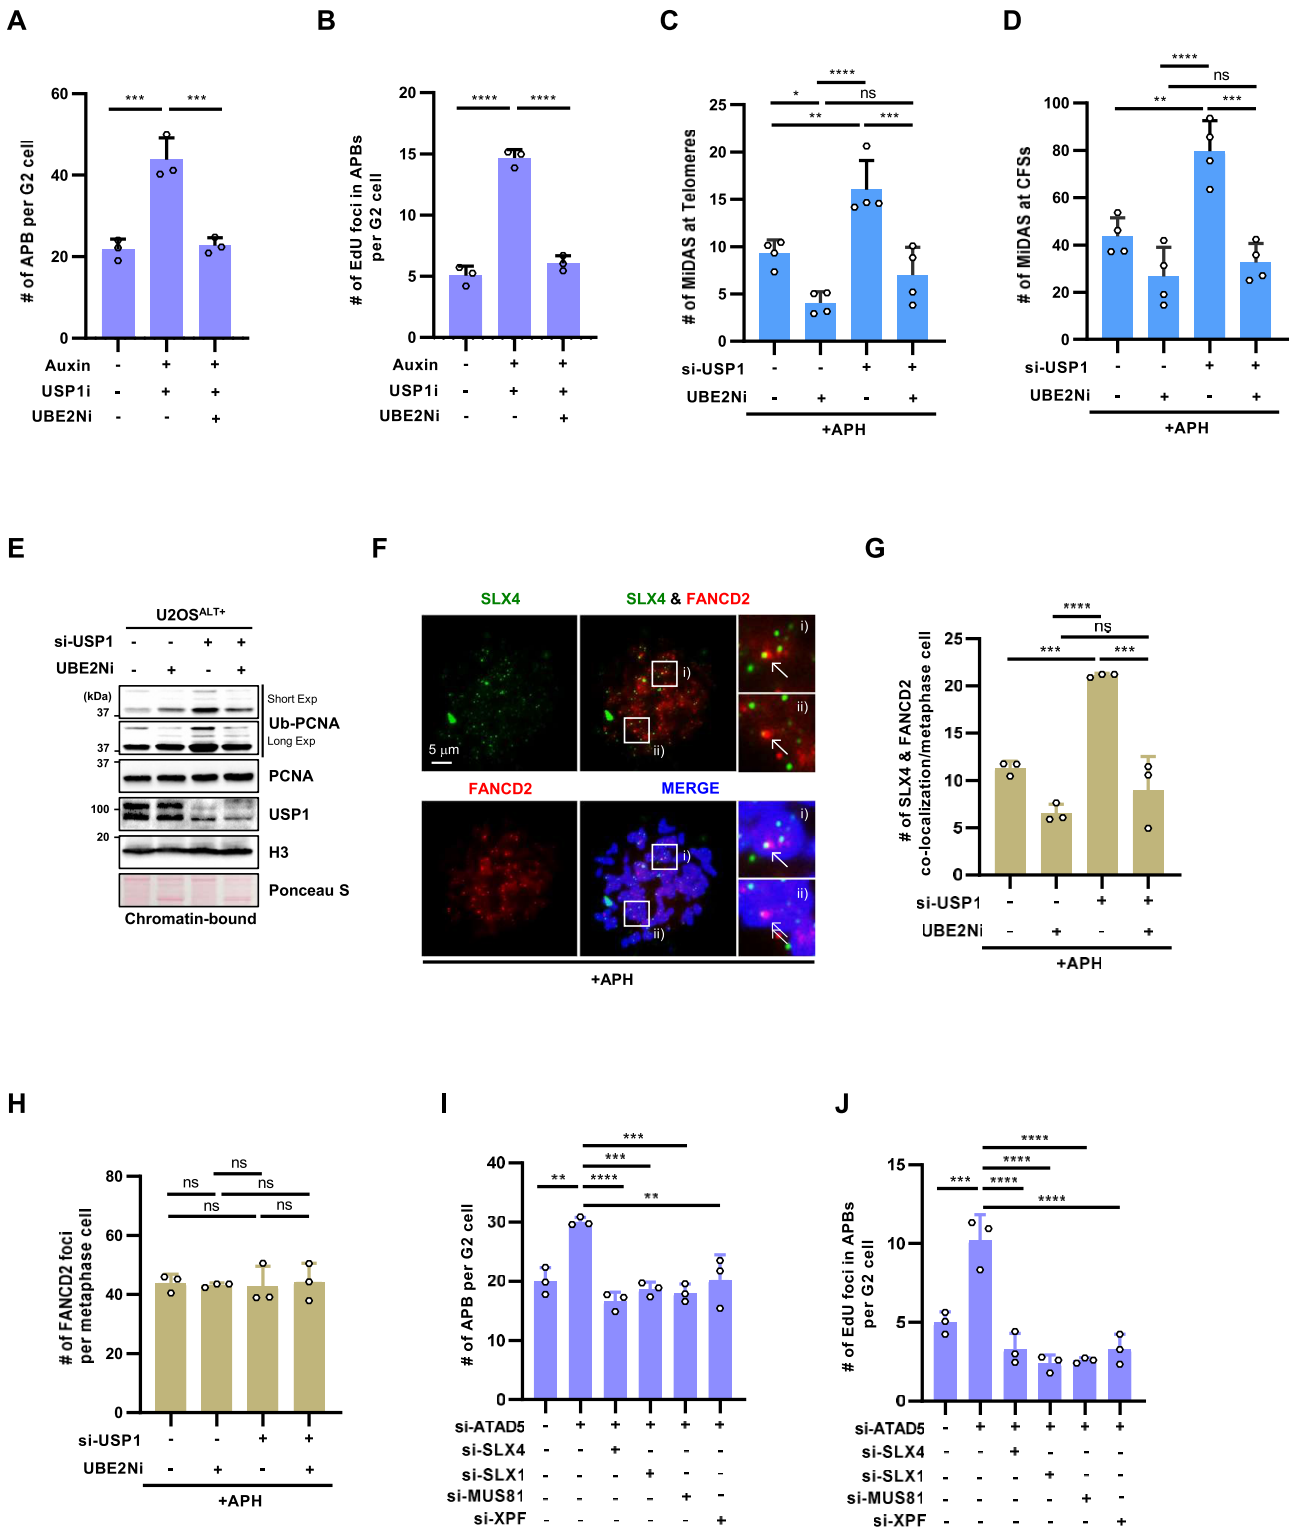 A
B
C
D
# of APB per G2 cell
60
40
20
0
*** ***
Auxin - + +
USP1i - + +
UBE2Ni - - +
# of EdU foci in APBs
per G2 cell
20
15
10
5
0
**** ****
Auxin - + +
USP1i - + +
UBE2Ni - - +
# of MiDAS at Telomeres
25
20
15
10
5
0
****
* ns
** ***
si-USP1 - - + +
UBE2Ni - + - +
+APH
# of MiDAS at CFSs
100
80
60
40
20
0
****
ns
** ***
si-USP1 - - + +
UBE2Ni - + - +
+APH
E
F
G
U2OSALT+
si-USP1 - - + +
UBE2Ni - + - +
(kDa)
37
Short Exp
Ub-PCNA
Long Exp
37
37
PCNA
100
USP1
20
H3
Ponceau S
Chromatin-bound
SLX4
SLX4 & FANCD2
i)
i)
ii)
ii)
5 μm
FANCD2
MERGE
i)
i)
ii)
ii)
+APH
# of SLX4 & FANCD2
co-localization/metaphase cell
25
20
15
10
5
0
****
ns
*** ***
si-USP1 - - + +
UBE2Ni - + - +
+APH
H
I
J
# of FANCD2 foci
per metaphase cell
80
60
40
20
0
ns
ns ns
ns ns
si-USP1 - - + +
UBE2Ni - + - +
+APH
# of APB per G2 cell
40
30
20
10
0
***
***
** ****
**
si-ATAD5 - + + + + +
si-SLX4 - - + - - -
si-SLX1 - - - + - -
si-MUS81 - - - - + -
si-XPF - - - - - +
# of EdU foci in APBs
per G2 cell
15
10
5
0
****
****
*** ****
****
si-ATAD5 - + + + + +
si-SLX4 - - + - - -
si-SLX1 - - - + - -
si-MUS81 - - - - + -
si-XPF - - - - - +